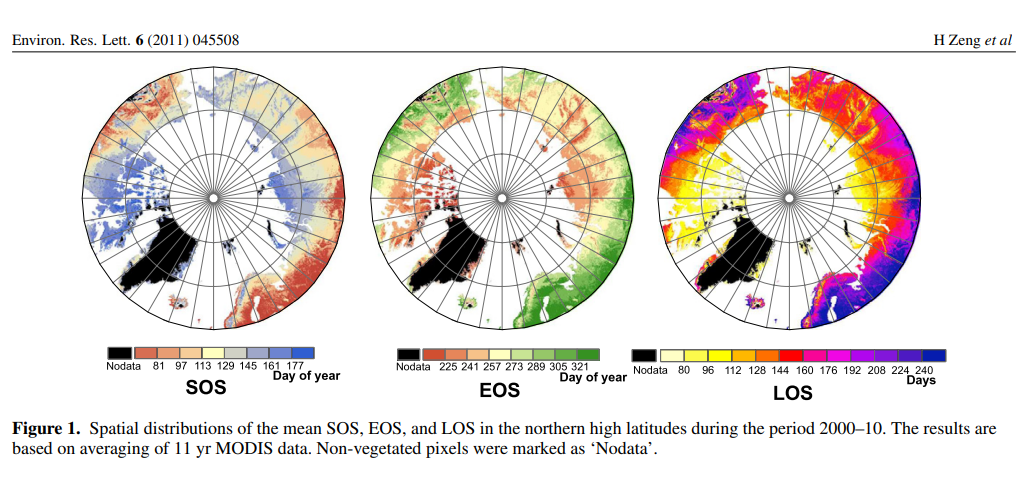 Environ. Res. Lett. 6 (2011) 045508
H Zeng et al
Nodata 81 97 113 129 145 161 177
Day of year
SOS
Nodata 225 241 257 273 289 305 321
Day of year
EOS
Nodata 80 96 112 128 144 160 176 192 208 224 240
Days
LOS
Figure 1. Spatial distributions of the mean SOS, EOS, and LOS in the northern high latitudes during the period 2000–10. The results are
based on averaging of 11 yr MODIS data. Non-vegetated pixels were marked as ‘Nodata’.